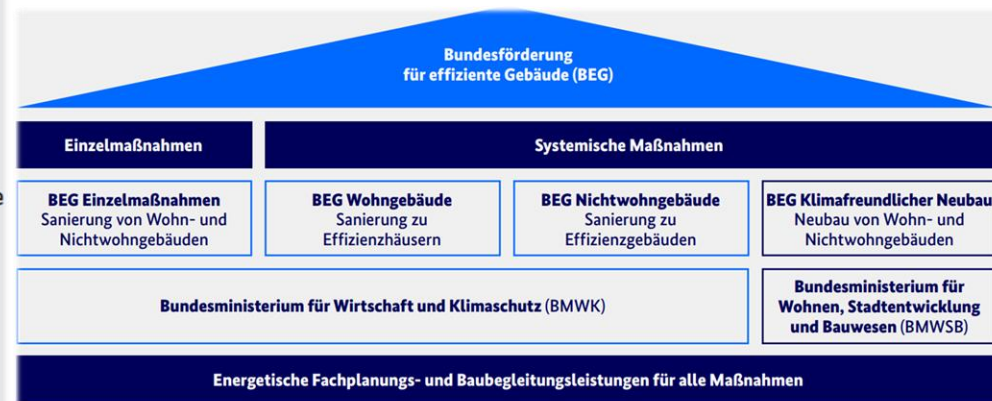 Bundesförderung
für effiziente Gebäude (BEG)
Einzelmaßnahmen
Systemische Maßnahmen
e
BEG Einzelmaßnahmen
Sanierung von Wohn- und
Nichtwohngebäuden
BEG Wohngebäude
Sanierung zu
Effizienzhäusern
BEG Nichtwohngebäude
Sanierung zu
Effizienzgebäuden
BEG Klimafreundlicher Neubau
Neubau von Wohn- und
Nichtwohngebäuden
Bundesministerium für Wirtschaft und Klimaschutz (BMWK)
Bundesministerium für
Wohnen, Stadtentwicklung
und Bauwesen (BMWSB)
Energetische Fachplanungs- und Baubegleitungsleistungen für alle Maßnahmen